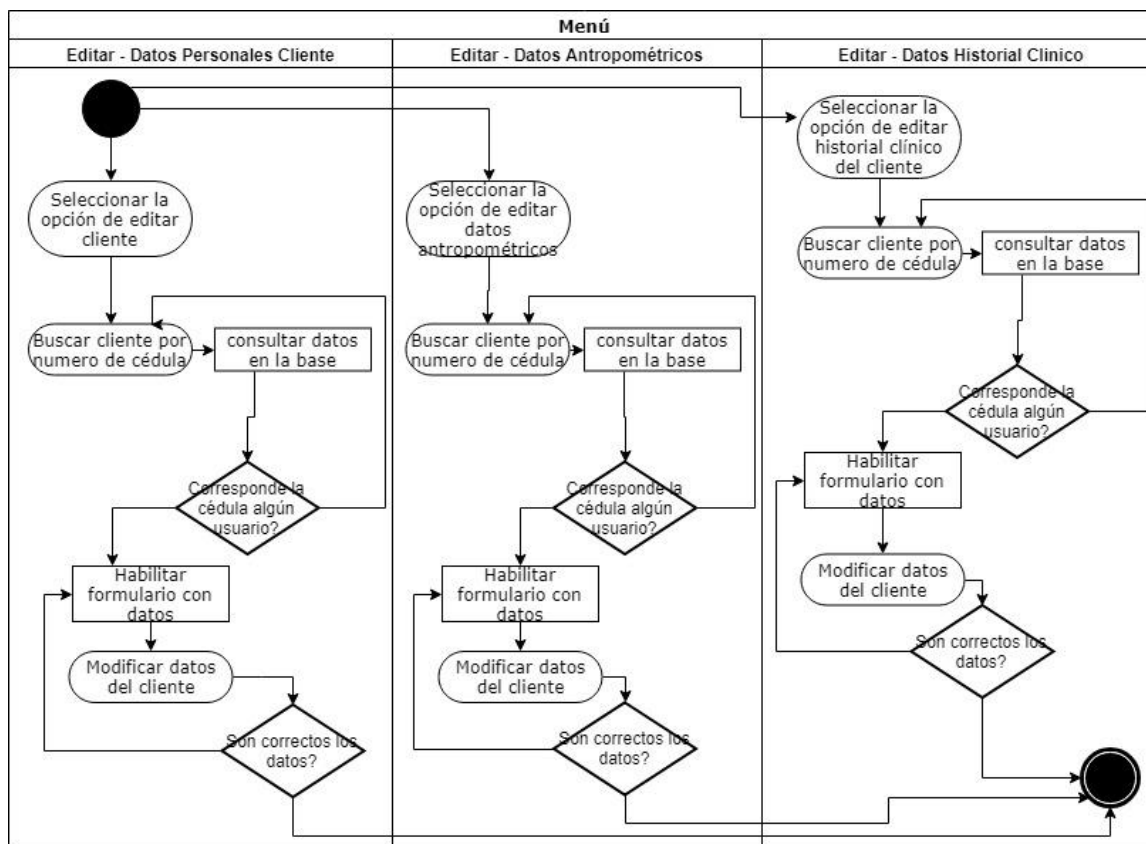 Menú
Editar - Datos Personales Cliente
Seleccionar la
opción de editar
cliente
Buscar cliente por
numero de cédula
consultar datos
en la base
Corresponde la
cédula algún
usuario?
Habilitar
formulario con
datos
Modificar datos
del cliente
Son correctos los
datos?
Editar - Datos Antropométricos
Seleccionar la
opción de editar
datos
antropométricos
Buscar cliente por
numero de cédula
consultar datos
en la base
Corresponde la
cédula algún
usuario?
Habilitar
formulario con
datos
Modificar datos
del cliente
Son correctos los
datos?
Editar - Datos Historial Clinico
Seleccionar la
opción de editar
historial clínico
del cliente
Buscar cliente por
numero de cédula
consultar datos
en la base
Corresponde la
cédula algún
usuario?
Habilitar
formulario con
datos
Modificar datos
del cliente
Son correctos los
datos?